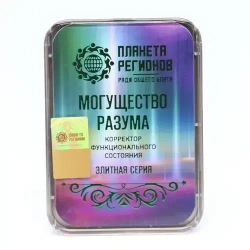 ПЛАНЕТА
РЕГИОНОВ
РАДИ ОБЩЕГО БЛАГА
МОГУЩЕСТВО
РАЗУМА
КОРРЕКТОР
ФУНКЦИОНАЛЬНОГО
СОСТОЯНИЯ
ЭЛИТНАЯ СЕРИЯ